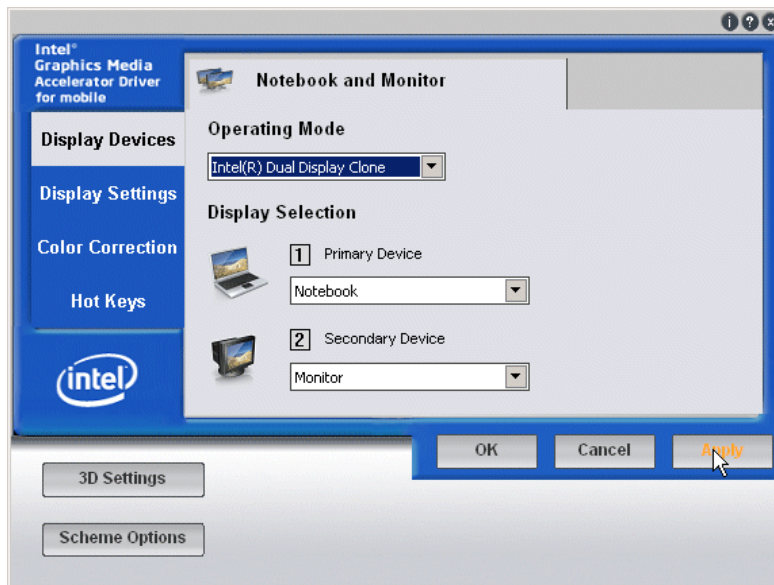 Intel®
Graphics Media
Accelerator Driver
for mobile
Display Devices
Display Settings
Color Correction
Hot Keys
intel
Notebook and Monitor
Operating Mode
Intel(R) Dual Display Clone
Display Selection
1 Primary Device
Notebook
2 Secondary Device
Monitor
OK Cancel Apply
3D Settings
Scheme Options